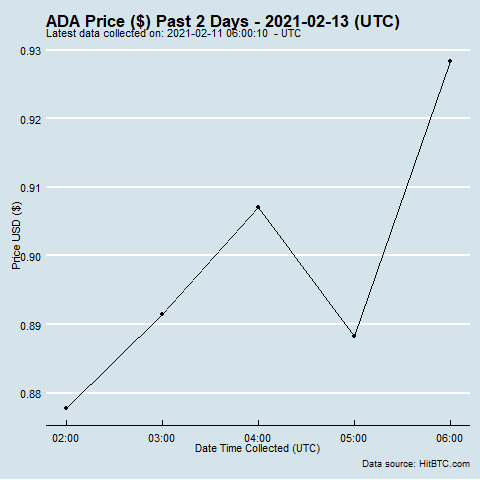 ADA Price ($) Past 2 Days - 2021-02-13 (UTC)
Latest data collected on: 2021-02-11 06:00:10  - UTC
0.93
0.92
0.91
0.90
0.89
0.88
Price USD ($)
02:00 03:00 04:00 05:00 06:00
Date Time Collected (UTC)
Data source: HitBTC.com